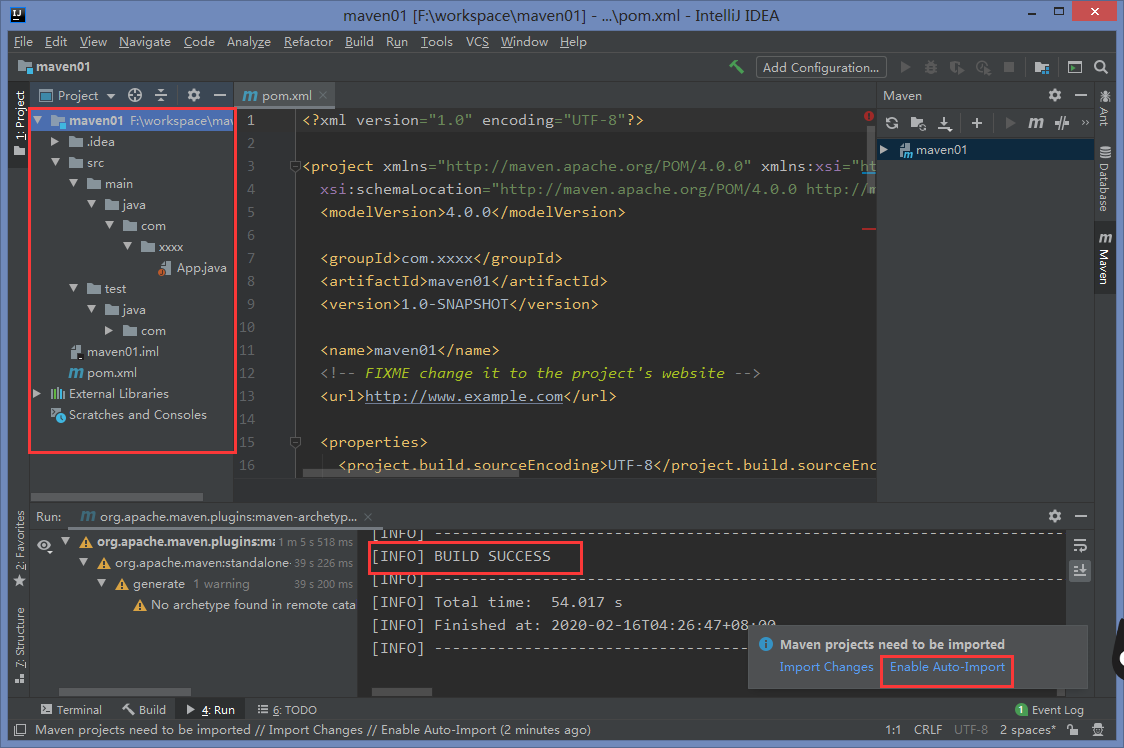 maven01 [F:\workspace\maven01] - ...\pom.xml - IntelliJ IDEA
File Edit View Navigate Code Analyze Refactor Build Run Tools VCS Window Help
maven01
Add Configuration...
1: Project
Project
maven01 F:\workspace\mav
.idea
src
main
java
com
xxxx
App.java
test
java
com
maven01.iml
pom.xml
External Libraries
Scratches and Consoles
pom.xml
1 <?xml version="1.0" encoding="UTF-8"?>
2
3 <project xmlns="http://maven.apache.org/POM/4.0.0" xmlns:xsi="ht
4 xsi:schemaLocation="http://maven.apache.org/POM/4.0.0 http://m
5 <modelVersion>4.0.0</modelVersion>
6
7 <groupId>com.xxxx</groupId>
8 <artifactId>maven01</artifactId>
9 <version>1.0-SNAPSHOT</version>
10
11 <name>maven01</name>
12 <!-- FIXME change it to the project's website -->
13 <url>http://www.example.com</url>
14
15 <properties>
16 <project.build.sourceEncoding>UTF-8</project.build.sourceEnc
Maven
maven01
Ant
Database
Maven
2: Favorites
7: Structure
Run: org.apache.maven.plugins:maven-archetyp...
org.apache.maven.plugins:ma 1 m 5 s 518 ms
org.apache.maven:standalone- 39 s 226 ms
generate 1 warning 39 s 200 ms
No archetype found in remote cata
[INFO] ------------------------------------------------------------------------
[INFO] BUILD SUCCESS
[INFO] ------------------------------------------------------------------------
[INFO] Total time:  54.017 s
[INFO] Finished at: 2020-02-16T04:26:47+08:00
[INFO] ------------------------------------
Maven projects need to be imported
Import Changes Enable Auto-Import
Terminal Build 4: Run 6: TODO 1 Event Log
Maven projects need to be imported // Import Changes // Enable Auto-Import (2 minutes ago) 1:1 CRLF UTF-8 2 spaces*